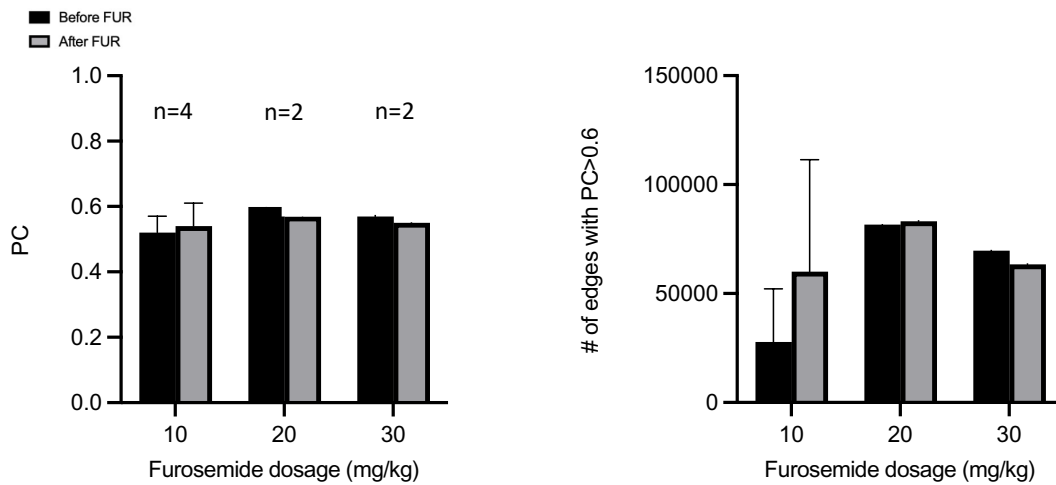 Before FUR
After FUR
PC
1.0
0.8
0.6
0.4
0.2
0.0
n=4 n=2 n=2
10 20 30
Furosemide dosage (mg/kg)
# of edges with PC>0.6
150000
100000
50000
0
10 20 30
Furosemide dosage (mg/kg)